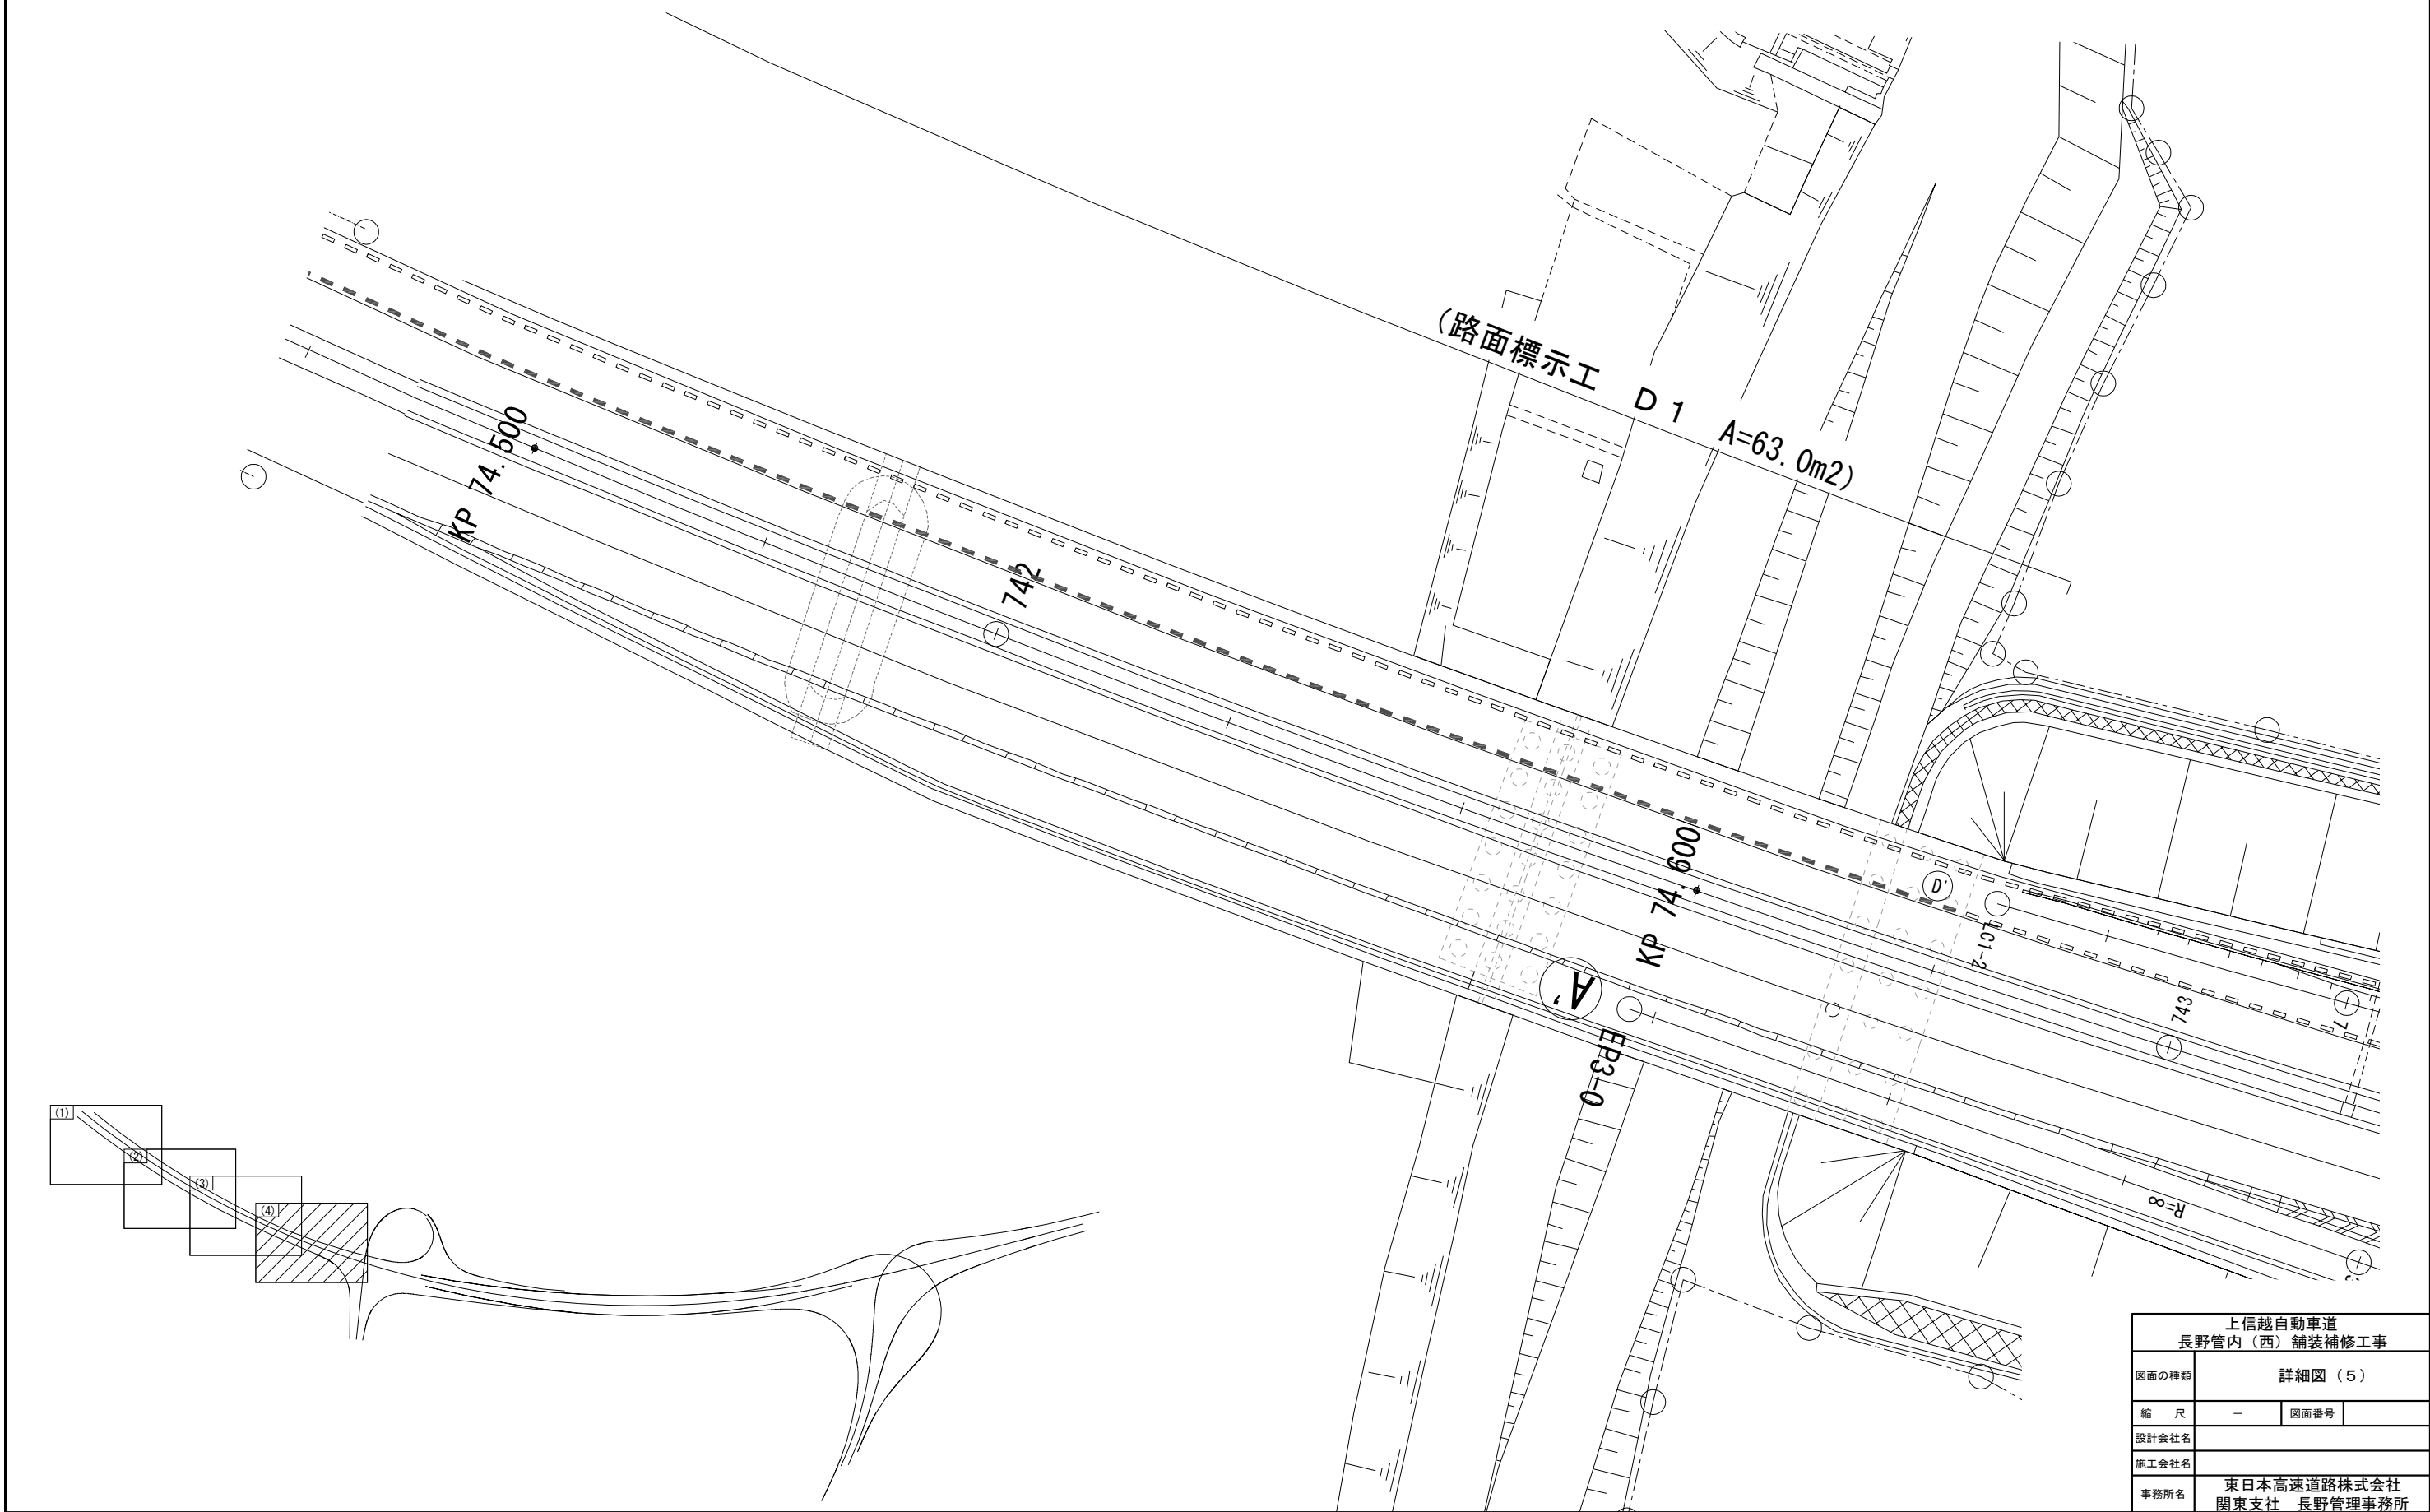 (路面標示工 D1 A=63.0m2)
KP 74.500
742
KP 74.600
D'
LC1-2
A'
EP3-0
743
7
R=∞
(1)
(2)
(3)
(4)
上信越自動車道
長野管内（西）舗装補修工事
図面の種類 詳細図（５）
縮 尺 － 図面番号
設計会社名
施工会社名
事務所名 東日本高速道路株式会社
関東支社 長野管理事務所